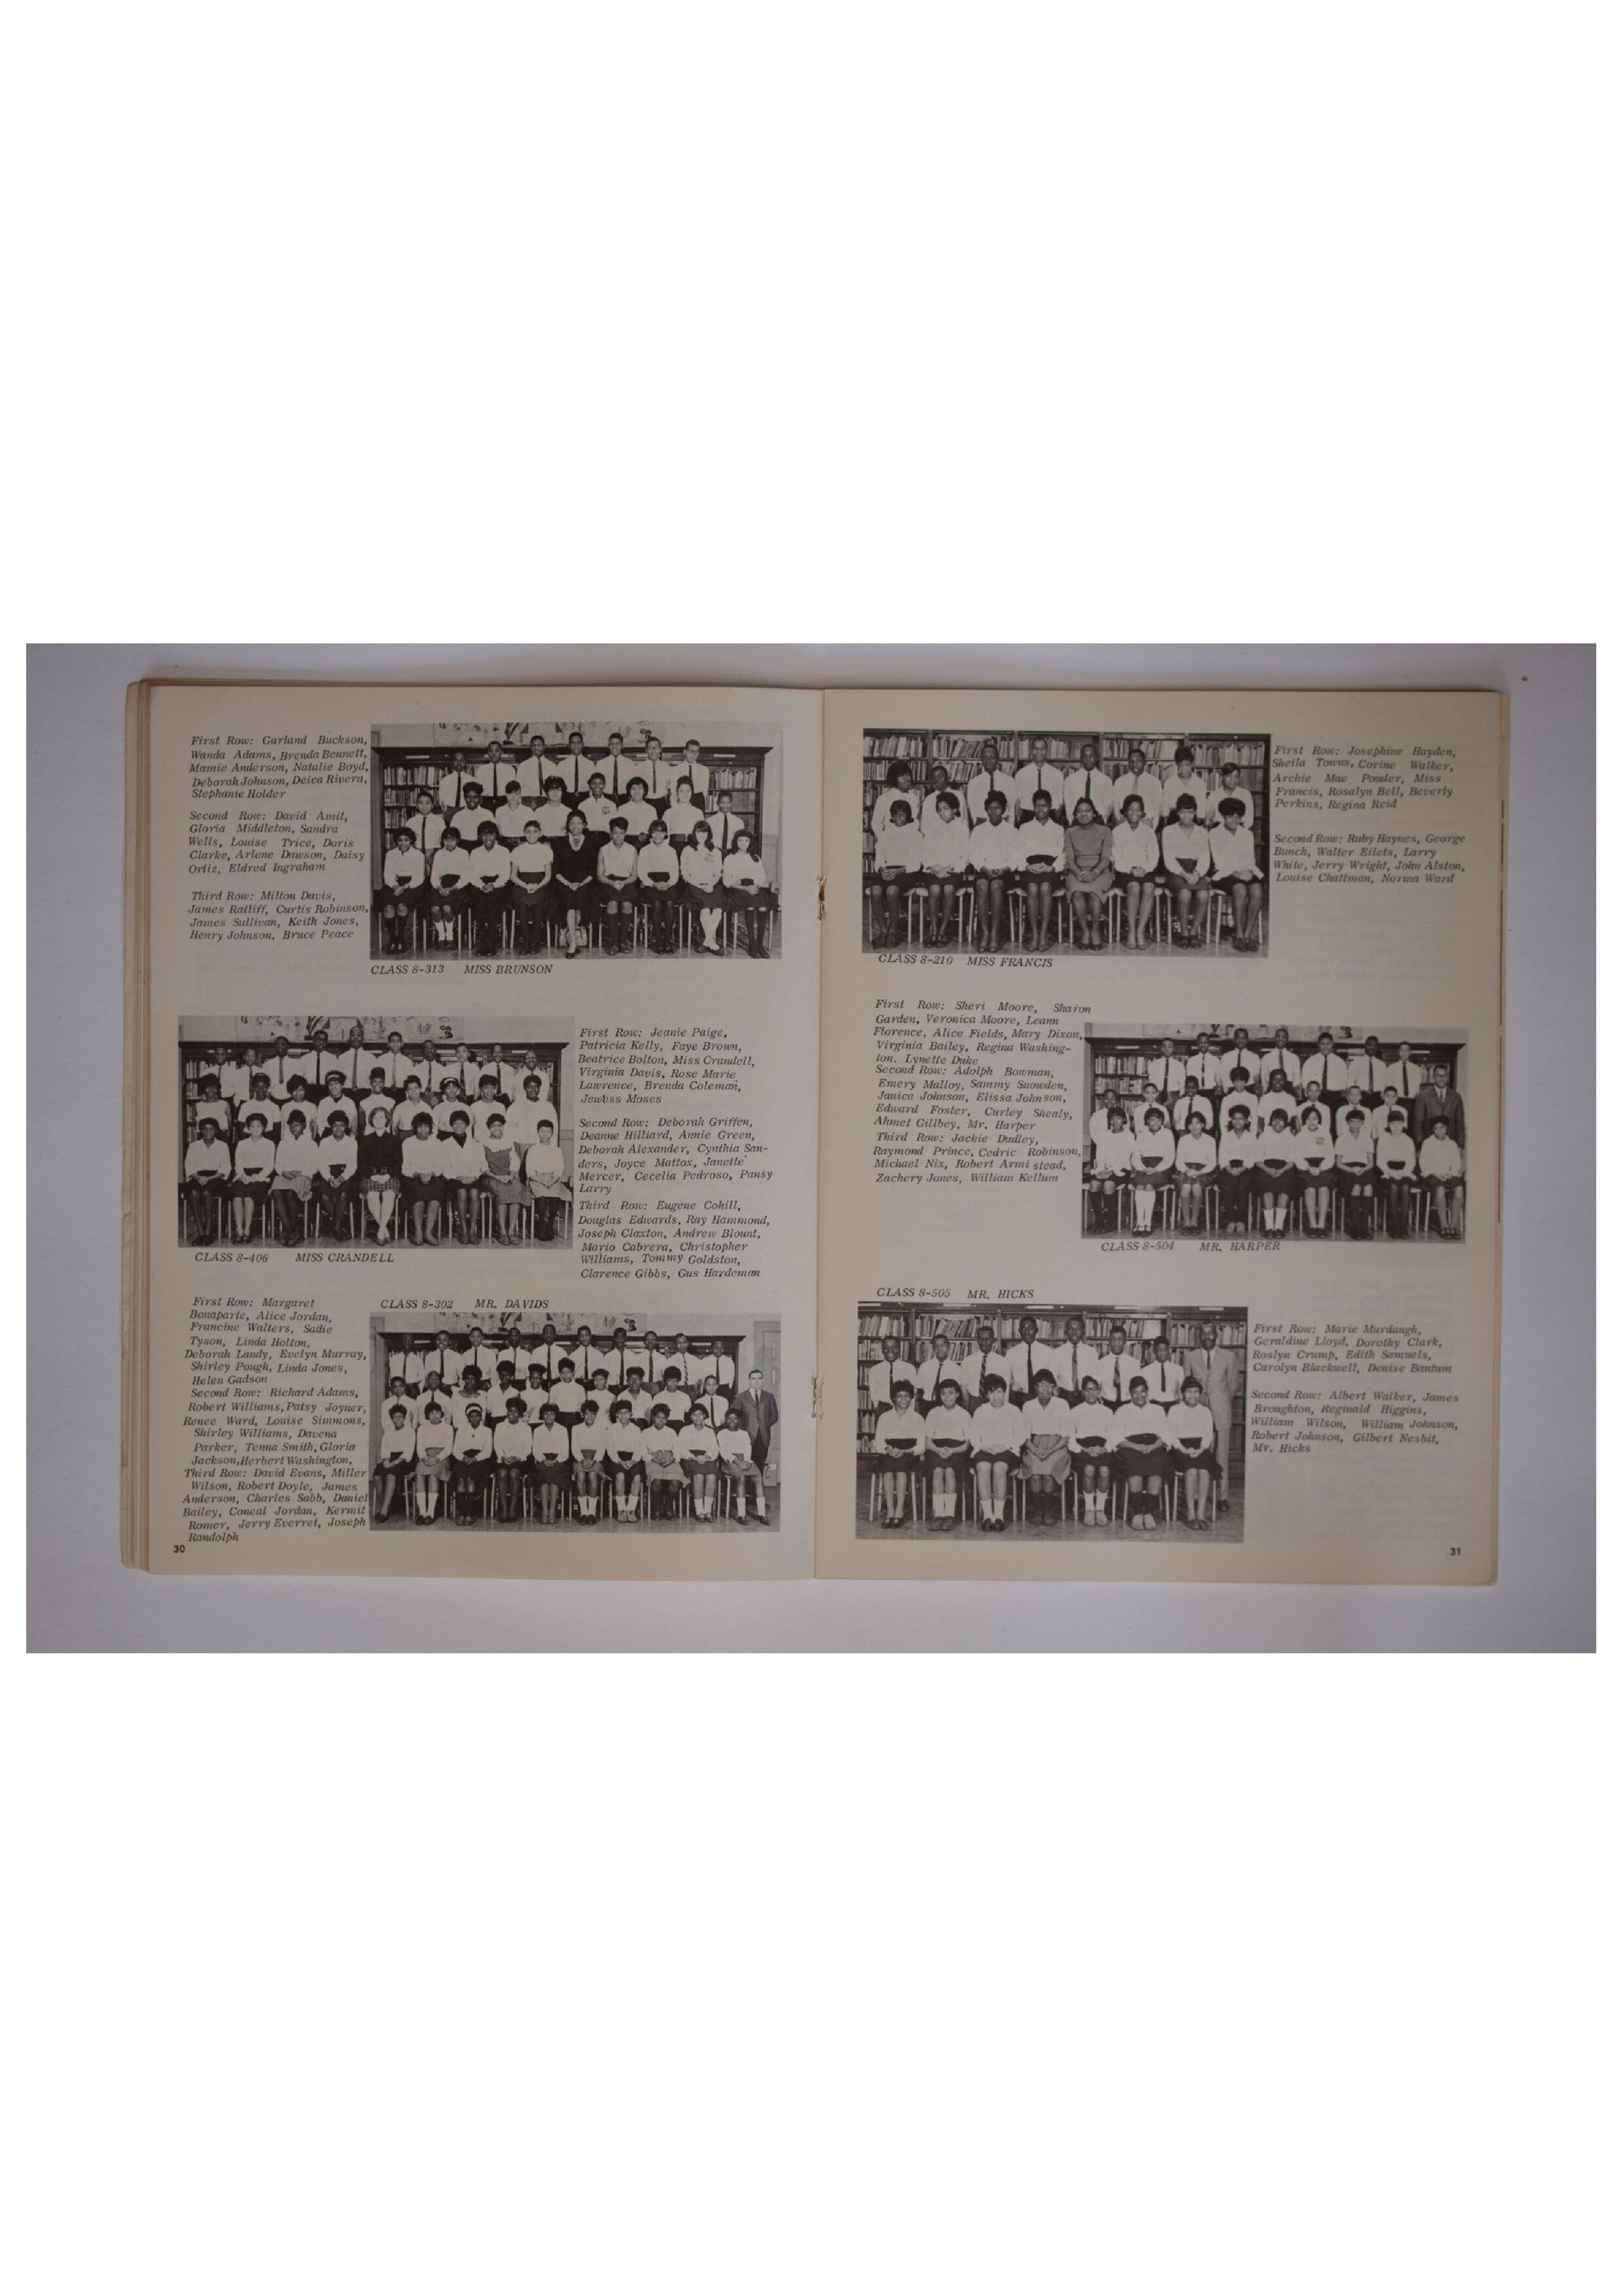 First Row: Garland Buckson,
Wanda Adams, Brenda Bennett,
Mamie Anderson, Natalie Boyd,
Deborah Johnson, Deica Rivera,
Stephanie Holder
Second Row: David Amil,
Gloria Middleton, Sandra
Wells, Louise Trice, Doris
Clarke, Arlene Dawson, Daisy
Ortiz, Eldred Ingraham
Third Row: Milton Davis,
James Ratliff, Curtis Robinson,
James Sullivan, Keith Jones,
Henry Johnson, Bruce Peace
CLASS 8-313 MISS BRUNSON
First Row: Jeanie Paige,
Patricia Kelly, Faye Brown,
Beatrice Bolton, Miss Crandell,
Virginia Davis, Rose Marie
Lawrence, Brenda Coleman,
Jewess Moses
Second Row: Deborah Griffen,
Deanne Hilliard, Annie Green,
Deborah Alexander, Cynthia San-
ders, Joyce Mattox, Janette
Mercer, Cecelia Pedroso, Pansy
Larry
Third Row: Eugene Cohill,
Douglas Edwards, Ray Hammond,
Joseph Claxton, Andrew Blount,
Mario Cabrera, Christopher
Williams, Tommy Goldston,
Clarence Gibbs, Gus Hardeman
CLASS 8-406 MISS CRANDELL
First Row: Margaret
Bonaparte, Alice Jordan,
Francine Walters, Sadie
Tyson, Linda Holton,
Deborah Landy, Evelyn Murray,
Shirley Pough, Linda Jones,
Helen Gadson
Second Row: Richard Adams,
Robert Williams, Patsy Joyner,
Renee Ward, Louise Simmons,
Shirley Williams, Davena
Parker, Tenna Smith, Gloria
Jackson, Herbert Washington,
Third Row: David Evans, Miller
Wilson, Robert Doyle, James
Anderson, Charles Sabb, Daniel
Bailey, Coneal Jordan, Kermit
Romer, Jerry Everret, Joseph
Randolph
CLASS 8-302 MR. DAVIDS
30
First Row: Josephine Hayden,
Sheila Towns, Corine Walker,
Archie Mae Pouder, Miss
Francis, Rosalyn Bell, Beverly
Perkins, Regina Reid
Second Row: Ruby Haynes, George
Bunch, Walter Eilets, Larry
White, Jerry Wright, John Alston,
Louise Chattman, Norma Ward
CLASS 8-210 MISS FRANCIS
First Row: Sheri Moore, Sharon
Garden, Veronica Moore, Leann
Florence, Alice Fields, Mary Dixon,
Virginia Bailey, Regina Washing-
ton, Lynette Duke
Second Row: Adolph Bowman,
Emery Malloy, Sammy Snowden,
Janice Johnson, Elissa Johnson,
Edward Foster, Curley Shealy,
Ahmet Gillbey, Mr. Harper
Third Row: Jackie Dudley,
Raymond Prince, Cedric Robinson,
Michael Nix, Robert Armi stead,
Zachery Jones, William Kellum
CLASS 8-504 MR. HARPER
CLASS 8-505 MR. HICKS
First Row: Marie Murdaugh,
Geraldine Lloyd, Dorothy Clark,
Roslyn Crump, Edith Samuels,
Carolyn Blackwell, Denise Bantum
Second Row: Albert Walker, James
Broughton, Reginald Higgins,
William Wilson, William Johnson,
Robert Johnson, Gilbert Nesbit,
Mr. Hicks
31